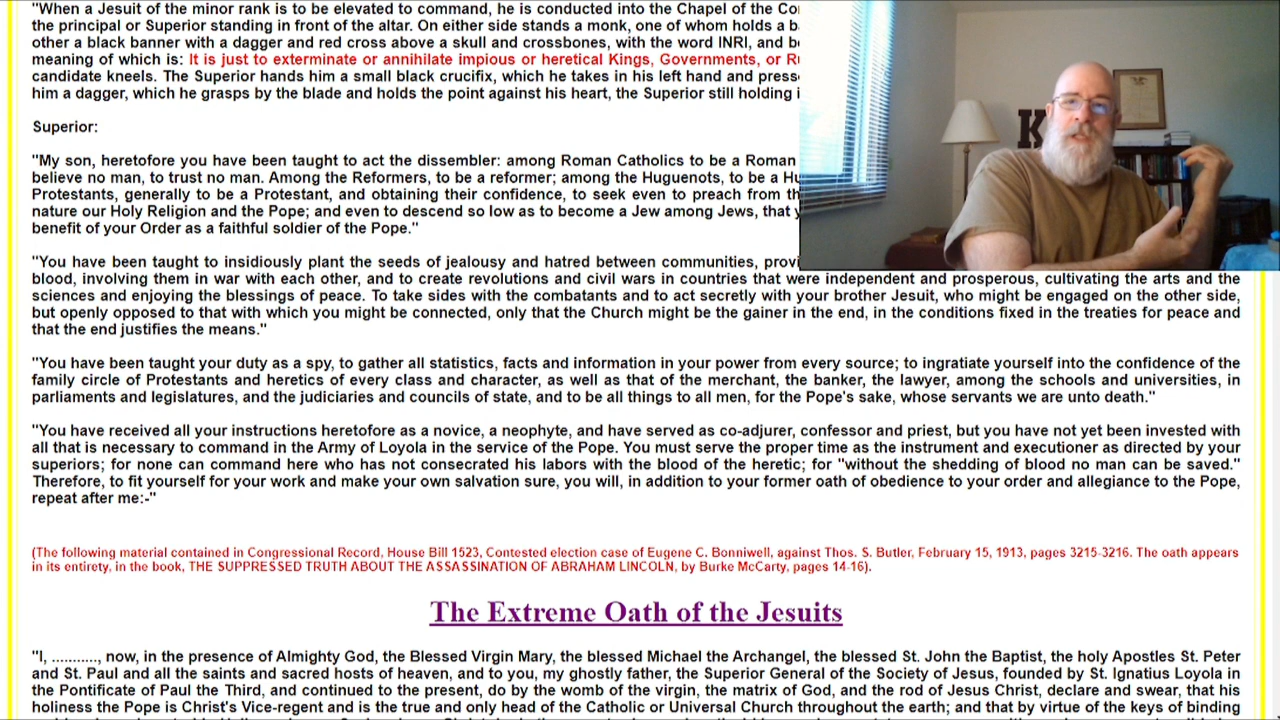 "When a Jesuit of the minor rank is to be elevated to command, he is conducted into the Chapel of the Co
the principal or Superior standing in front of the altar. On either side stands a monk, one of whom holds a b
other a black banner with a dagger and red cross above a skull and crossbones, with the word INRI, and b
meaning of which is: It is just to exterminate or annihilate impious or heretical Kings, Governments, or R
candidate kneels. The Superior hands him a small black crucifix, which he takes in his left hand and press
him a dagger, which he grasps by the blade and holds the point against his heart, the Superior still holding i
Superior:
"My son, heretofore you have been taught to act the dissembler: among Roman Catholics to be a Roman
believe no man, no man. Among the Reformers, to be a reformer; among the Huguenots, to be a Hu
Protestants, generally to be a Protestant, and obtaining their confidence, to seek even to preach from th
nature our Holy Religion and the Pope; and even to descend so low as to become a Jew among Jews, that y
benefit of your Order as a faithful soldier of the Pope."
"You have been taught to insidiously plant the seeds of jealousy and hatred between communities, provi
blood, involving them in war with each other, and to create revolutions and civil wars in countries that were independent and prosperous, cultivating the arts and the
sciences and enjoying the blessings of peace. To take sides with the combatants and to act secretly with your brother Jesuit, who might be engaged on the other side,
but openly opposed to that with which you might be connected, only that the Church might be the gainer in the end, in the conditions fixed in the treaties for peace and
that the end justifies the means."
"You have been taught your duty as a spy, to gather all statistics, facts and information in your power from every source; to ingratiate yourself into the confidence of the
family circle of Protestants and heretics of every class and character, as well as that of the merchant, the banker, the lawyer, among the schools and universities, in
parliaments and legislatures, and the judiciaries and councils of state, and to be all things to all men, for the Pope's sake, whose servants we are unto death."
"You have received all your instructions heretofore as a novice, a neophyte, and have served as co-adjurer, confessor and priest, but you have not yet been invested with
all that is necessary to command in the Army of Loyola in the service of the Pope. You must serve the proper time as the instrument and executioner as directed by your
superiors; for none can command here who has not consecrated his labors with the blood of the heretic; for "without the shedding of blood no man can be saved."
Therefore, to fit yourself for your work and make your own salvation sure, you will, in addition to your former oath of obedience to your order and allegiance to the Pope,
repeat after me:-"
(The following material contained in Congressional Record, House Bill 1523, Contested election case of Eugene C. Bonniwell, against Thos. S. Butler, February 15, 1913, pages 3215-3216. The oath appears
in its entirety, in the book, THE SUPPRESSED TRUTH ABOUT THE ASSASSINATION OF ABRAHAM LINCOLN, by Burke McCarty, pages 14-16).
The Extreme Oath of the Jesuits
"I, ..........., now, in the presence of Almighty God, the Blessed Virgin Mary, the blessed Michael the Archangel, the blessed St. John the Baptist, the holy Apostles St. Peter
and St. Paul and all the saints and sacred hosts of heaven, and to you, my ghostly father, the Superior General of the Society of Jesus, founded by St. Ignatius Loyola in
the Pontificate of Paul the Third, and continued to the present, do by the womb of the virgin, the matrix of God, and the rod of Jesus Christ, declare and swear, that his
holiness the Pope is Christ's Vice-regent and is the true and only head of the Catholic or Universal Church throughout the earth; and that by virtue of the keys of binding
K